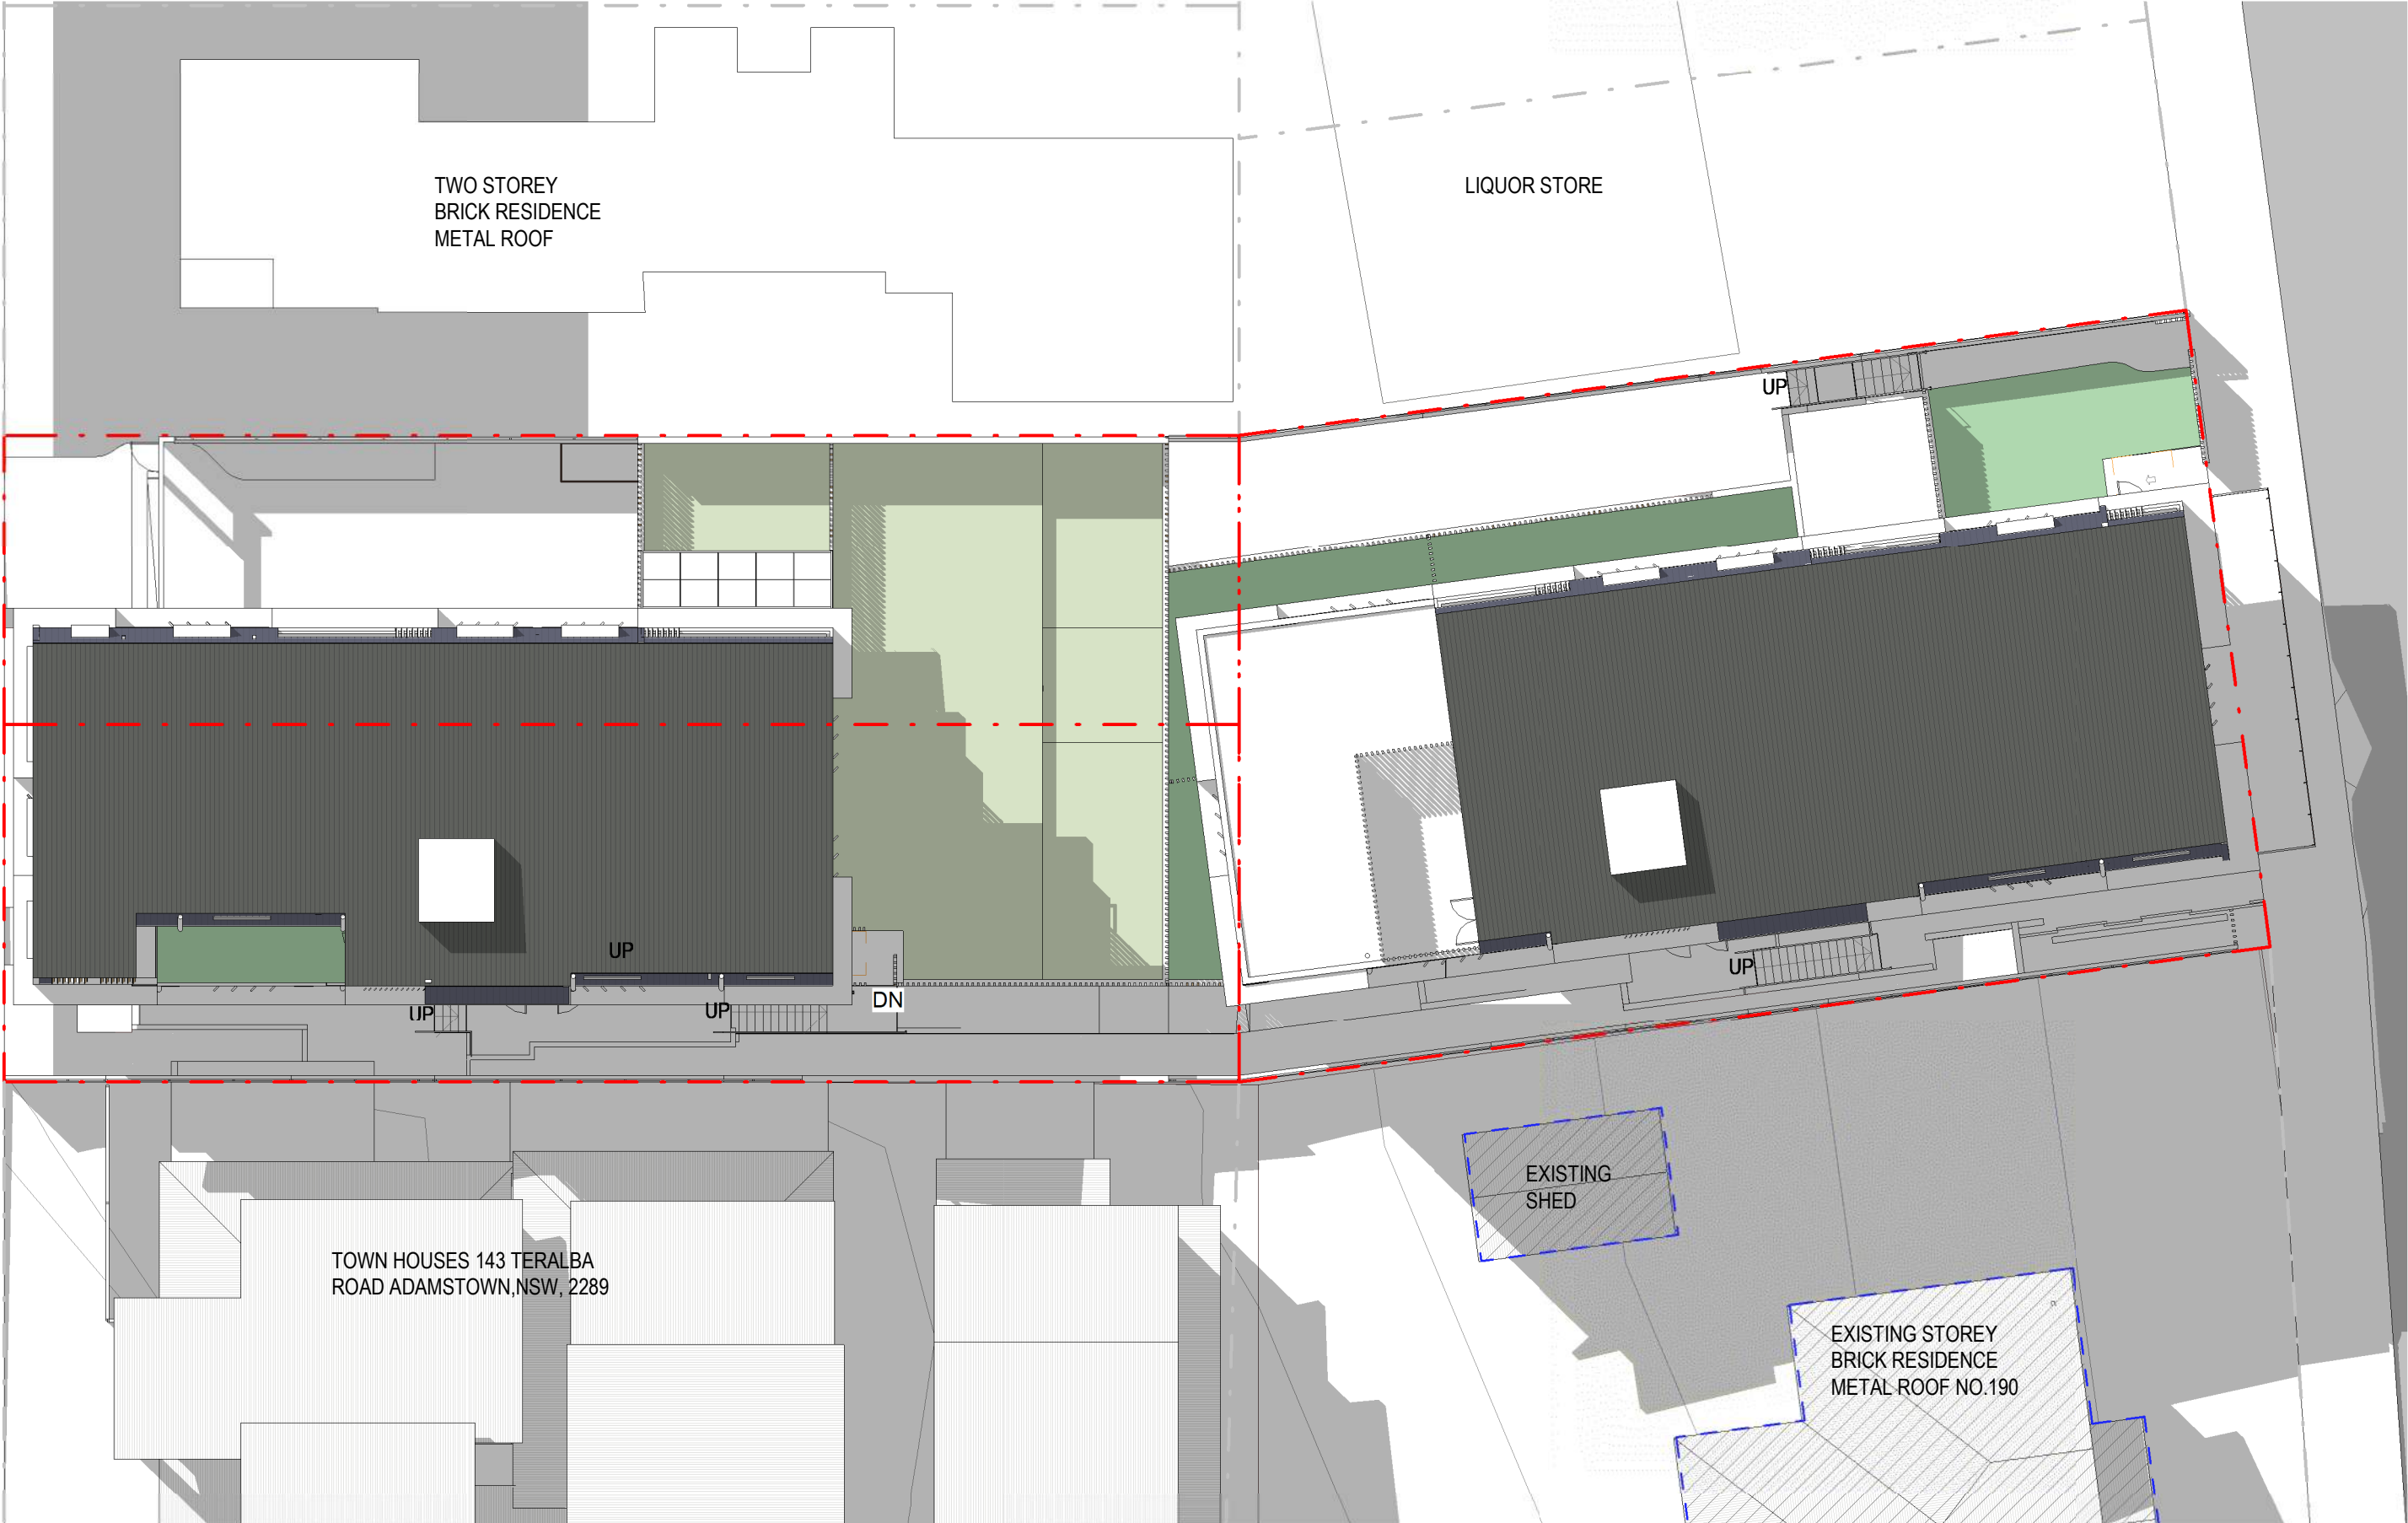 TWO STOREY
BRICK RESIDENCE
METAL ROOF
LIQUOR STORE
UP
UP
DN
UP
UP
UP
EXISTING
SHED
TOWN HOUSES 143 TERALBA
ROAD ADAMSTOWN,NSW, 2289
EXISTING STOREY
BRICK RESIDENCE
METAL ROOF NO.190